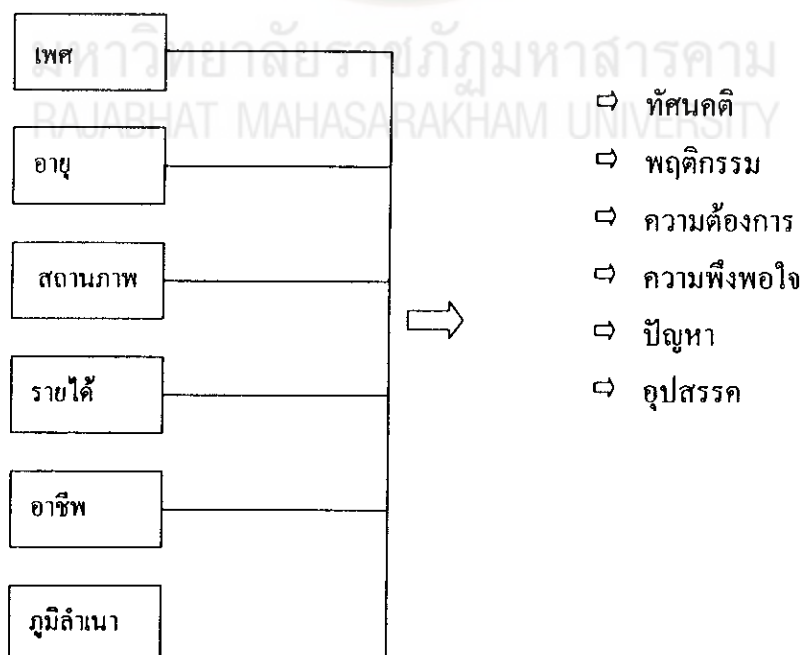 มหาวิทยาลัยราชภัฏมหาสารคาม
RAJABHAT MAHASARAKHAM UNIVERSITY
เพศ
อายุ
สถานภาพ
รายได้
อาชีพ
ภูมิลำเนา
ทัศนคติ
พฤติกรรม
ความต้องการ
ความพึงพอใจ
ปัญหา
อุปสรรค